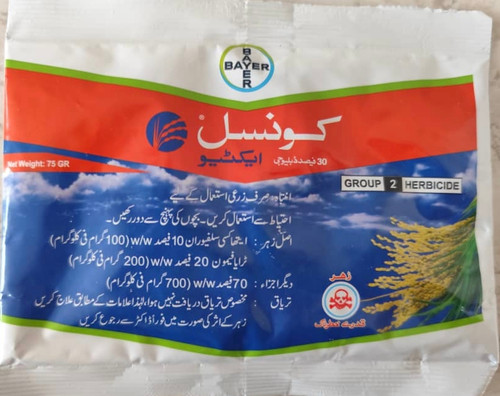 BAYER
BAYER
کونسل
ایکٹیو
30 فیصد ڈبلیو جی
Net Weight: 75 GR
GROUP 2 HERBICIDE
انتباہ: صرف زرعی استعمال کے لیے
احتیاط سے استعمال کریں۔ بچوں کی پہنچ سے دور رکھیں۔
اصل زہر : ایتھاکسی سلفیوران 10 فیصد w/w (100 گرام فی کلوگرام)
ٹرایافیمون 20 فیصد w/w (200 گرام فی کلوگرام)
دیگر اجزاء : 70 فیصد w/w (700 گرام فی کلوگرام)
تریاق : مخصوص تریاق دریافت نہیں ہوا، لہٰذا علامات کے مطابق علاج کریں
زہر کے اثر کی صورت میں فوراً ڈاکٹر سے رجوع کریں
زهر